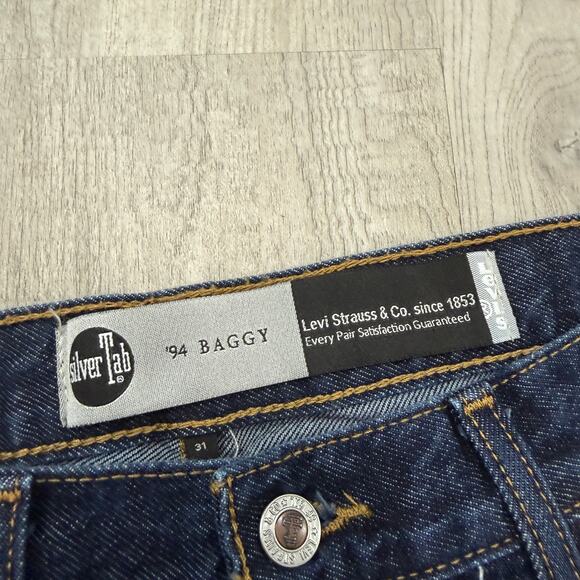 silver Tab ®
'94 BAGGY
Levi Strauss & Co. since 1853
Every Pair Satisfaction Guaranteed
Levi's
31